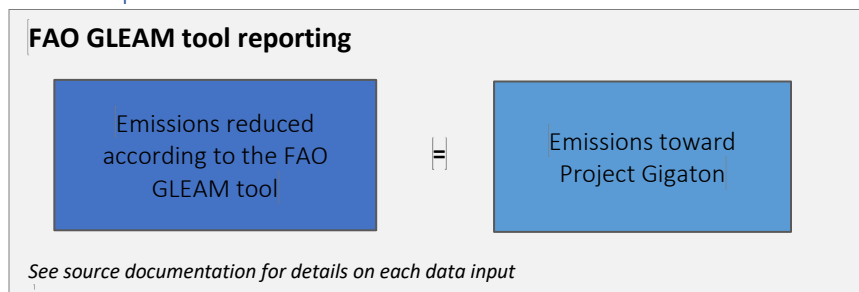 FAO GLEAM tool reporting
Emissions reduced
according to the FAO
GLEAM tool
=
Emissions toward
Project Gigaton
See source documentation for details on each data input